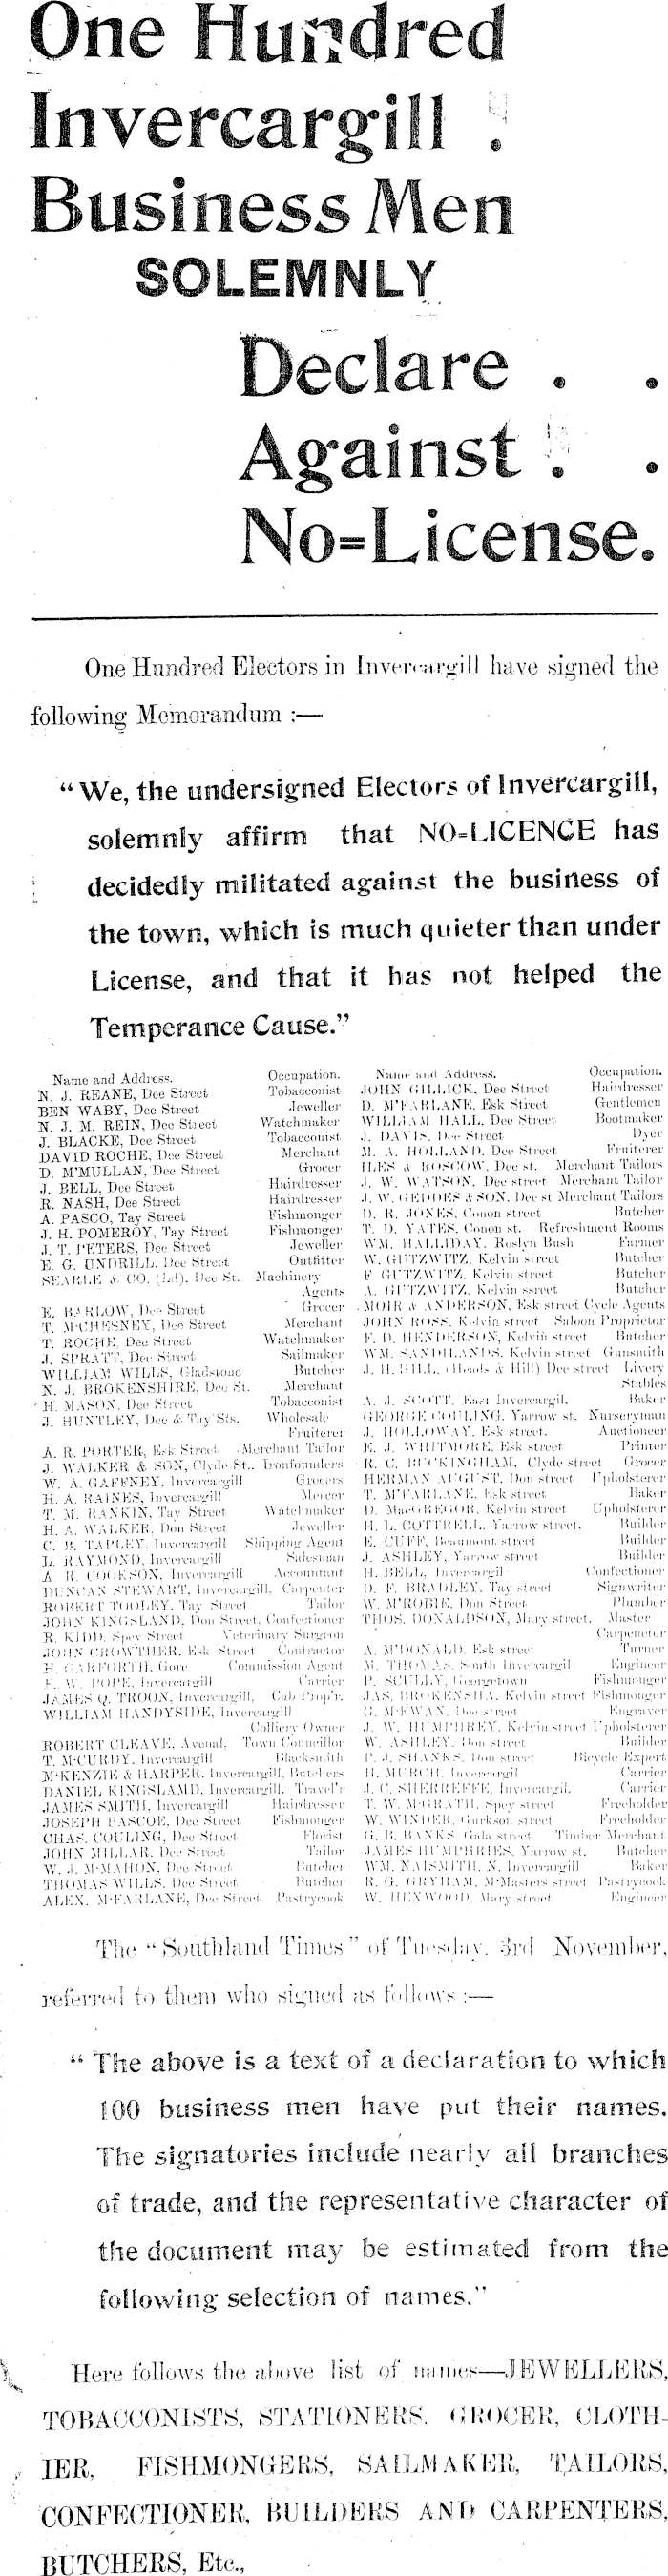 One Hundred
Invercargill .
Business Men
SOLEMNLY
Declare . .
Against . .
No=License.
One Hundred Electors in Invercargill have signed the
following Memorandum :—
"We, the undersigned Electors of Invercargill,
solemnly affirm that NO=LICENCE has
decidedly militated against the business of
the town, which is much quieter than under
License, and that it has not helped the
Temperance Cause."
Name and Address. Occupation.
N. J. REANE, Dee Street Tobacconist
BEN WABY, Dee Street Jeweller
N. J. M. REIN, Dee Street Watchmaker
J. BLACKE, Dee Street Tobacconist
DAVID ROCHE, Dee Street Merchant
D. M'MULLAN, Dee Street Grocer
J. BELL, Dee Street Hairdresser
R. NASH, Dee Street Hairdresser
A. PASCO, Tay Street Fishmonger
J. H. POMEROY, Tay Street Fishmonger
J. T. PETERS, Dee Street Jeweller
E. G. UNDRILL, Dee Street Outfitter
SEARLE & CO. (Ld), Dee St. Machinery
Agents
E. BARLOW, Dee Street Grocer
T. M'CHESNEY, Dee Street Merchant
T. ROCHE, Dee Street Watchmaker
J. SPRATT, Dee Street Sailmaker
WILLIAM WILLS, Gladstone Butcher
N. J. BROKENSHIRE, Dee St. Merchant
H. MASON, Dee Street Tobacconist
J. HUNTLEY, Dee & Tay Sts. Wholesale
Fruiterer
A. R. PORTER, Esk Street Merchant Tailor
J. WALKER & SON, Clyde St., Ironfounders
W. A. GAFFNEY, Invercargill Grocers
H. A. RAINES, Invercargill Mercer
T. M. RANKIN, Tay Street Watchmaker
H. A. WALKER, Don Street Jeweller
C. B. TAPLEY, Invercargill Shipping Agent
L. RAYMOND, Invercargill Salesman
A. R. COOKSON, Invercargill Accountant
DUNCAN STEWART, Invercargill, Carpenter
ROBERT TOOLEY, Tay Street Tailor
JOHN KINGSLAND, Don Street, Confectioner
R. KIDD, Spey Street Veterinary Surgeon
JOHN CROWTHER, Esk Street Contractor
H. CARFORTH, Gore Commission Agent
F. W. POPE, Invercargill Carrier
JAMES Q. TROON, Invercargill, Cab Prop'r.
WILLIAM HANDYSIDE, Invercargill
Colliery Owner
ROBERT CLEAVE, Avenal, Town Councillor
T. M'CURDY, Invercargill Blacksmith
M'KENZIE & HARPER, Invercargill, Butchers
DANIEL KINGSLAMD, Invercargill, Travel'r
JAMES SMITH, Invercargill Hairdresser
JOSEPH PASCOE, Dee Street Fishmonger
CHAS. COULING, Dee Street Florist
JOHN MILLAR, Dee Street Tailor
W. J. M'MAHON, Dee Street Butcher
THOMAS WILLS, Dee Street Butcher
ALEX. M'FARLANE, Dee Street Pastrycook
Name and Address. Occupation.
JOHN GILLICK, Dee Street Hairdresser
D. M'FARLANE, Esk Street Gentlemen
WILLIAM HALL, Dee Street Bootmaker
J. DAVIS, Dee Street Dyer
M. A. HOLLAND, Dee Street Fruiterer
ILES & ROSCOW, Dee st. Merchant Tailors
J. W. WATSON, Dee street Merchant Tailor
J. W. GEDDES & SON, Dee st Merchant Tailors
D. R. JONES, Conon street Butcher
T. D. YATES, Conon st. Refreshment Rooms
WM. HALLIDAY, Roslyn Bush Farmer
W. GUTZWITZ, Kelvin street Butcher
F GUTZWITZ, Kelvin street Butcher
A. GUTZWITZ, Kelvin ssreet Butcher
MOIR & ANDERSON, Esk street Cycle Agents
JOHN ROSS, Kelvin street Saloon Proprietor
F. D. HENDERSON, Kelvin street Butcher
WM. SANDILANDS, Kelvin street Gunsmith
J. H. HILL, (Heads & Hill) Dee street Livery
Stables
A. J. SCOTT, East Invercargil, Baker
GEORGE COULING, Yarrow st. Nurseryman
J. HOLLOWAY, Esk street, Auctioneer
E. J. WHITMORE, Esk street Printer
R. C. BUCKINGHAM, Clyde street Grocer
HERMAN AUGUST, Don street Upholsterer
T. M'FARLANE, Esk street Baker
D. MacGREGOR, Kelvin street Upholsterer
H. L. COTTRELL, Yarrow street, Builder
E. CUFF, Beaumont street Builder
J. ASHLEY, Yarrow street Builder
H. BELL, Invercargil Confectioner
D. F. BRADLEY, Tay street Signwriter
W. M'ROBIE, Don Street Plumber
THOS. DONALDSON, Mary street, Master
Carpeneter
A. M'DONALD, Esk street Turner
M. THOMAS, South Invercargil Engineer
P. SCULLY, Georgetown Fishmonger
JAS. BROKENSHA, Kelvin street Fishmonger
G. M'EWAN, Dee street Engraver
J. W. HUMPHREY, Kelvin street Upholsterer
W. ASHLEY, Don street Builder
P. J. SHANKS, Don street Bicycle Expert
H. MURCH, Invercargil Carrier
J. C. SHERREFFE, Invercargil, Carrier
T. W. M'GRATH, Spey street Freeholder
W. WINDER, Clarkson street Freeholder
G. B. BANKS, Gala street Timber Merchant
JAMES HUMPHRIES, Yarrow st. Butcher
WM. NAISMITH, N. Invercargill Baker
R. G. GRYHAM, M'Masters street Pastrycook
W. HENWOOD, Mary street Engineer
The "Southland Times" of Tuesday, 3rd November,
referred to them who signed as follows :—
"The above is a text of a declaration to which
100 business men have put their names.
The signatories include nearly all branches
of trade, and the representative character of
the document may be estimated from the
following selection of names."
Here follows the above list of names—JEWELLERS,
TOBACCONISTS, STATIONERS, GROCER, CLOTH-
IER, FISHMONGERS, SAILMAKER, TAILORS,
CONFECTIONER, BUILDERS AND CARPENTERS,
BUTCHERS, Etc.,